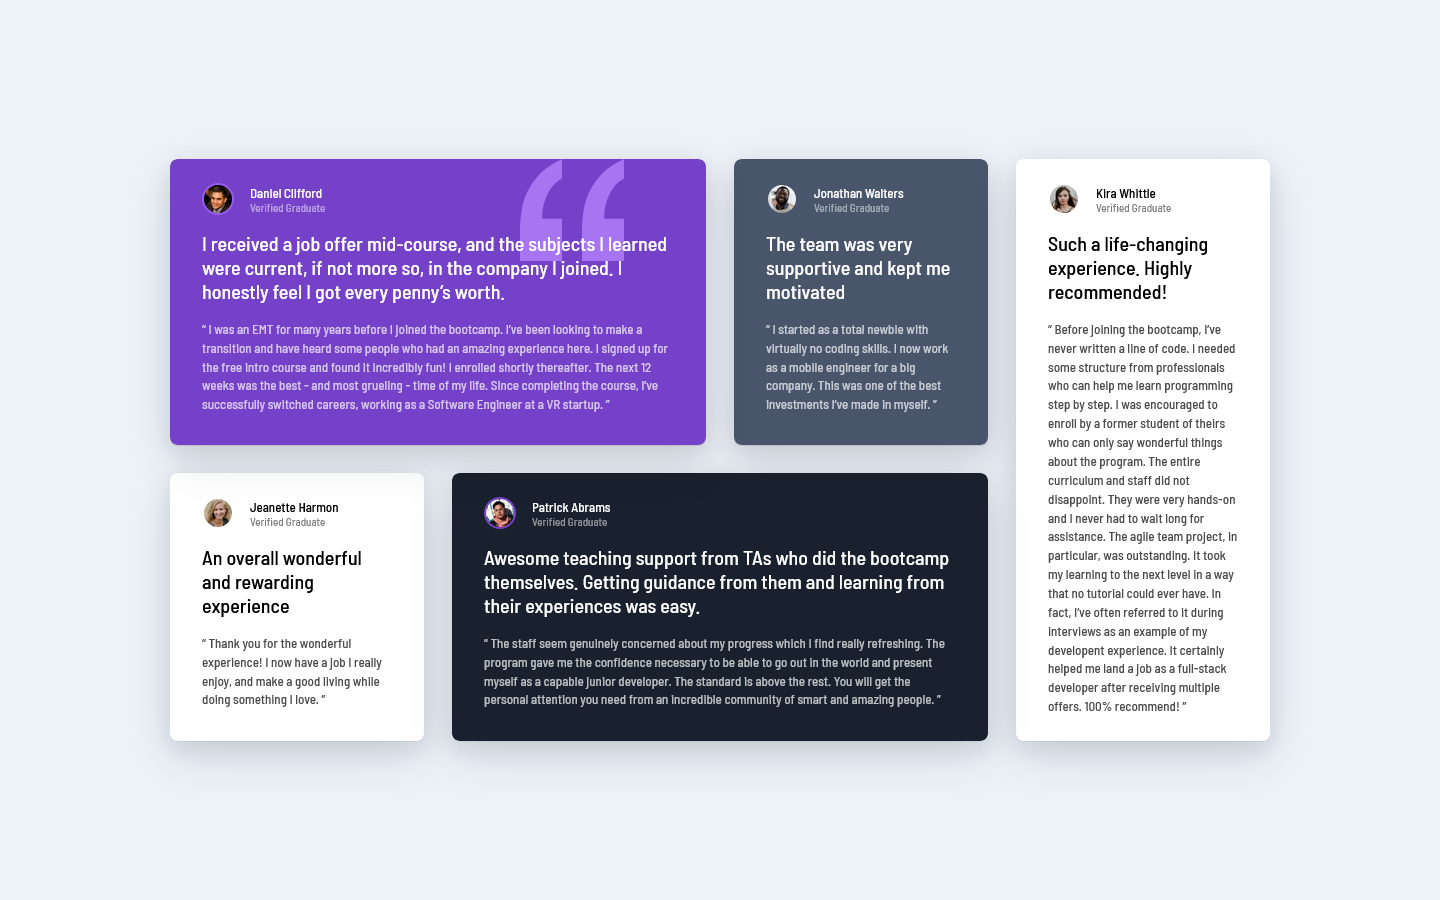 Daniel Clifford
Verified Graduate
I received a job offer mid-course, and the subjects I learned
were current, if not more so, in the company I joined. I
honestly feel I got every penny’s worth.
“ I was an EMT for many years before I joined the bootcamp. I’ve been looking to make a
transition and have heard some people who had an amazing experience here. I signed up for
the free intro course and found it incredibly fun! I enrolled shortly thereafter. The next 12
weeks was the best - and most grueling - time of my life. Since completing the course, I’ve
successfully switched careers, working as a Software Engineer at a VR startup. ”
Jonathan Walters
Verified Graduate
The team was very
supportive and kept me
motivated
“ I started as a total newbie with
virtually no coding skills. I now work
as a mobile engineer for a big
company. This was one of the best
investments I’ve made in myself. ”
Kira Whittle
Verified Graduate
Such a life-changing
experience. Highly
recommended!
“ Before joining the bootcamp, I’ve
never written a line of code. I needed
some structure from professionals
who can help me learn programming
step by step. I was encouraged to
enroll by a former student of theirs
who can only say wonderful things
about the program. The entire
curriculum and staff did not
disappoint. They were very hands-on
and I never had to wait long for
assistance. The agile team project, in
particular, was outstanding. It took
my learning to the next level in a way
that no tutorial could ever have. In
fact, I’ve often referred to it during
interviews as an example of my
developent experience. It certainly
helped me land a job as a full-stack
developer after receiving multiple
offers. 100% recommend! ”
Jeanette Harmon
Verified Graduate
An overall wonderful
and rewarding
experience
“ Thank you for the wonderful
experience! I now have a job I really
enjoy, and make a good living while
doing something I love. ”
Patrick Abrams
Verified Graduate
Awesome teaching support from TAs who did the bootcamp
themselves. Getting guidance from them and learning from
their experiences was easy.
“ The staff seem genuinely concerned about my progress which I find really refreshing. The
program gave me the confidence necessary to be able to go out in the world and present
myself as a capable junior developer. The standard is above the rest. You will get the
personal attention you need from an incredible community of smart and amazing people. ”